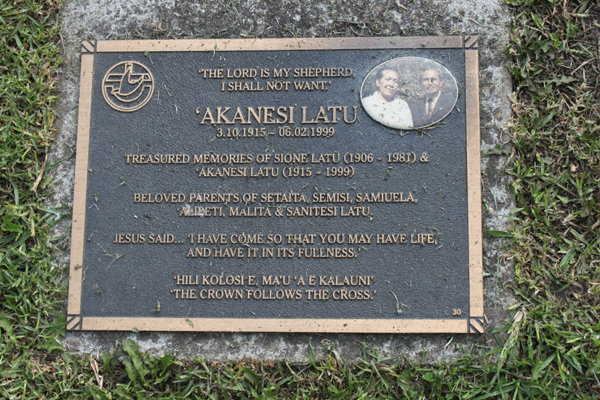 'THE LORD IS MY SHEPHERD,
I SHALL NOT WANT.'
'AKANESI LATU
3.10.1915 – 06.02.1999
TREASURED MEMORIES OF SIONE LATU (1906 - 1981) &
'AKANESI LATU (1915 - 1999)
BELOVED PARENTS OF SETAITA, SEMISI, SAMIUELA,
ALIPETI, MALITA & SANITESI LATU.
JESUS SAID... 'I HAVE COME SO THAT YOU MAY HAVE LIFE,
AND HAVE IT IN ITS FULLNESS.'
'HILI KOLOSI E, MA'U 'A E KALAUNI'
'THE CROWN FOLLOWS THE CROSS.'
30